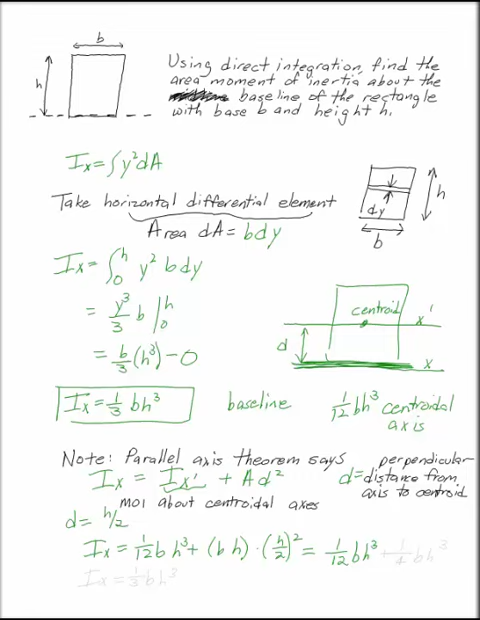 b
h
Using direct integration, find the
area moment of inertia about the
baseline of the rectangle
with base b and height h.
Ix = ∫y²dA
Take horizontal differential element
Area dA = bdy
dy
h
b
Ix = ∫₀ʰ y² bdy
= y³/3 b |₀ʰ
= b/3 (h³) - 0
centroid
x'
d
x
Ix = 1/3 bh³
baseline
1/12 bh³ centroidal
axis
Note: Parallel axis theorem says
Ix = Ix' + Ad²
MOI about centroidal axes
perpendicular
d = distance from
axis to centroid
d = h/2
Ix = 1/12 b h³ + (b h) · (h/2)² = 1/12 bh³ + 1/4 bh³
Ix = 1/3 bh³